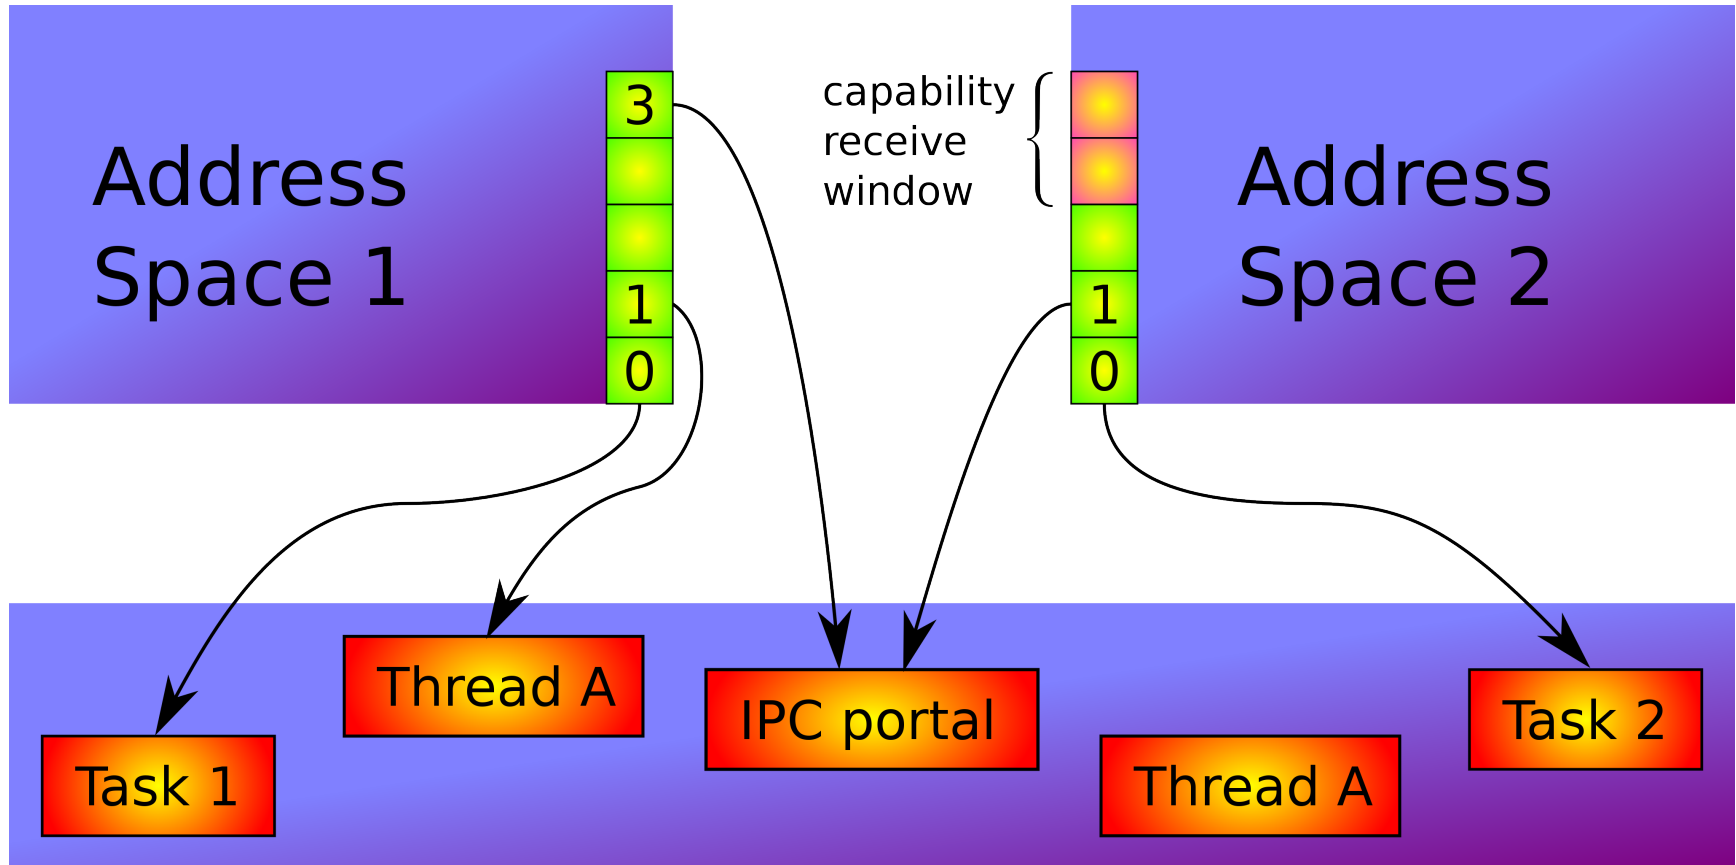 Address
Space 1
3
1
0
capability
receive
window
1
0
Address
Space 2
Thread A
Task 1
IPC portal
Thread A
Task 2